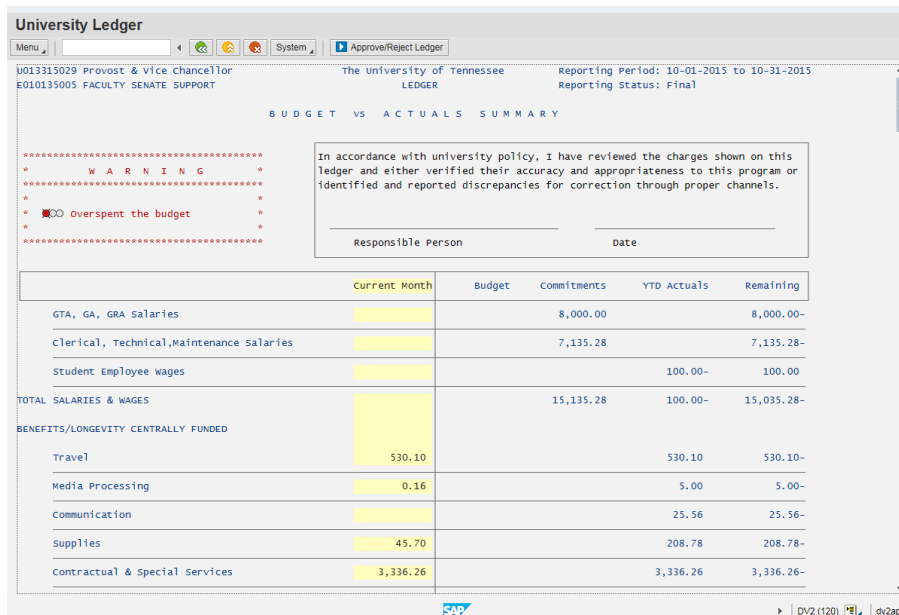 University Ledger
Menu System Approve/Reject Ledger
U013315029 Provost & Vice Chancellor The University of Tennessee Reporting Period: 10-01-2015 to 10-31-2015
E010135005 FACULTY SENATE SUPPORT LEDGER Reporting Status: Final
BUDGET VS ACTUALS SUMMARY
****************************************
* W A R N I N G *
****************************************
* *
* Overspent the budget *
* *
****************************************
In accordance with university policy, I have reviewed the charges shown on this
ledger and either verified their accuracy and appropriateness to this program or
identified and reported discrepancies for correction through proper channels.
Responsible Person Date
Current Month Budget Commitments YTD Actuals Remaining
GTA, GA, GRA Salaries 8,000.00 8,000.00-
Clerical, Technical,Maintenance Salaries 7,135.28 7,135.28-
Student Employee Wages 100.00- 100.00
TOTAL SALARIES & WAGES 15,135.28 100.00- 15,035.28-
BENEFITS/LONGEVITY CENTRALLY FUNDED
Travel 530.10 530.10 530.10-
Media Processing 0.16 5.00 5.00-
Communication 25.56 25.56-
Supplies 45.70 208.78 208.78-
Contractual & Special Services 3,336.26 3,336.26 3,336.26-
SAP DV2 (120) dv2ap